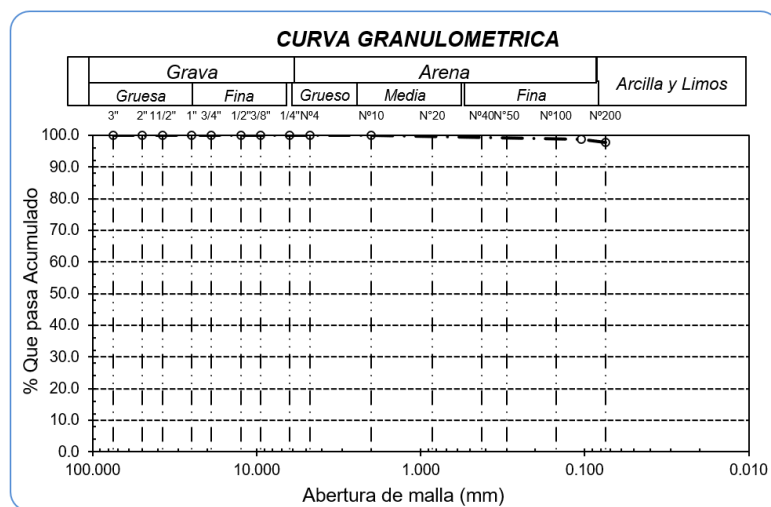 CURVA GRANULOMETRICA
Grava Arena Arcilla y Limos
Gruesa Fina Grueso Media Fina
3" 2" 11/2" 1" 3/4" 1/2" 3/8" 1/4" Nº4 Nº10 Nº20 Nº40 N°50 Nº100 Nº200
100.0
90.0
80.0
70.0
60.0
50.0
40.0
30.0
20.0
10.0
0.0
% Que pasa Acumulado
100.000 10.000 1.000 0.100 0.010
Abertura de malla (mm)